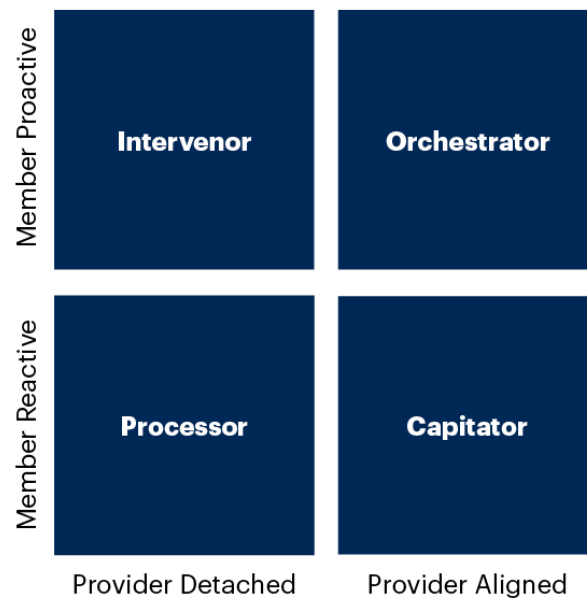 Member Proactive
Intervenor
Orchestrator
Member Reactive
Processor
Capitator
Provider Detached
Provider Aligned